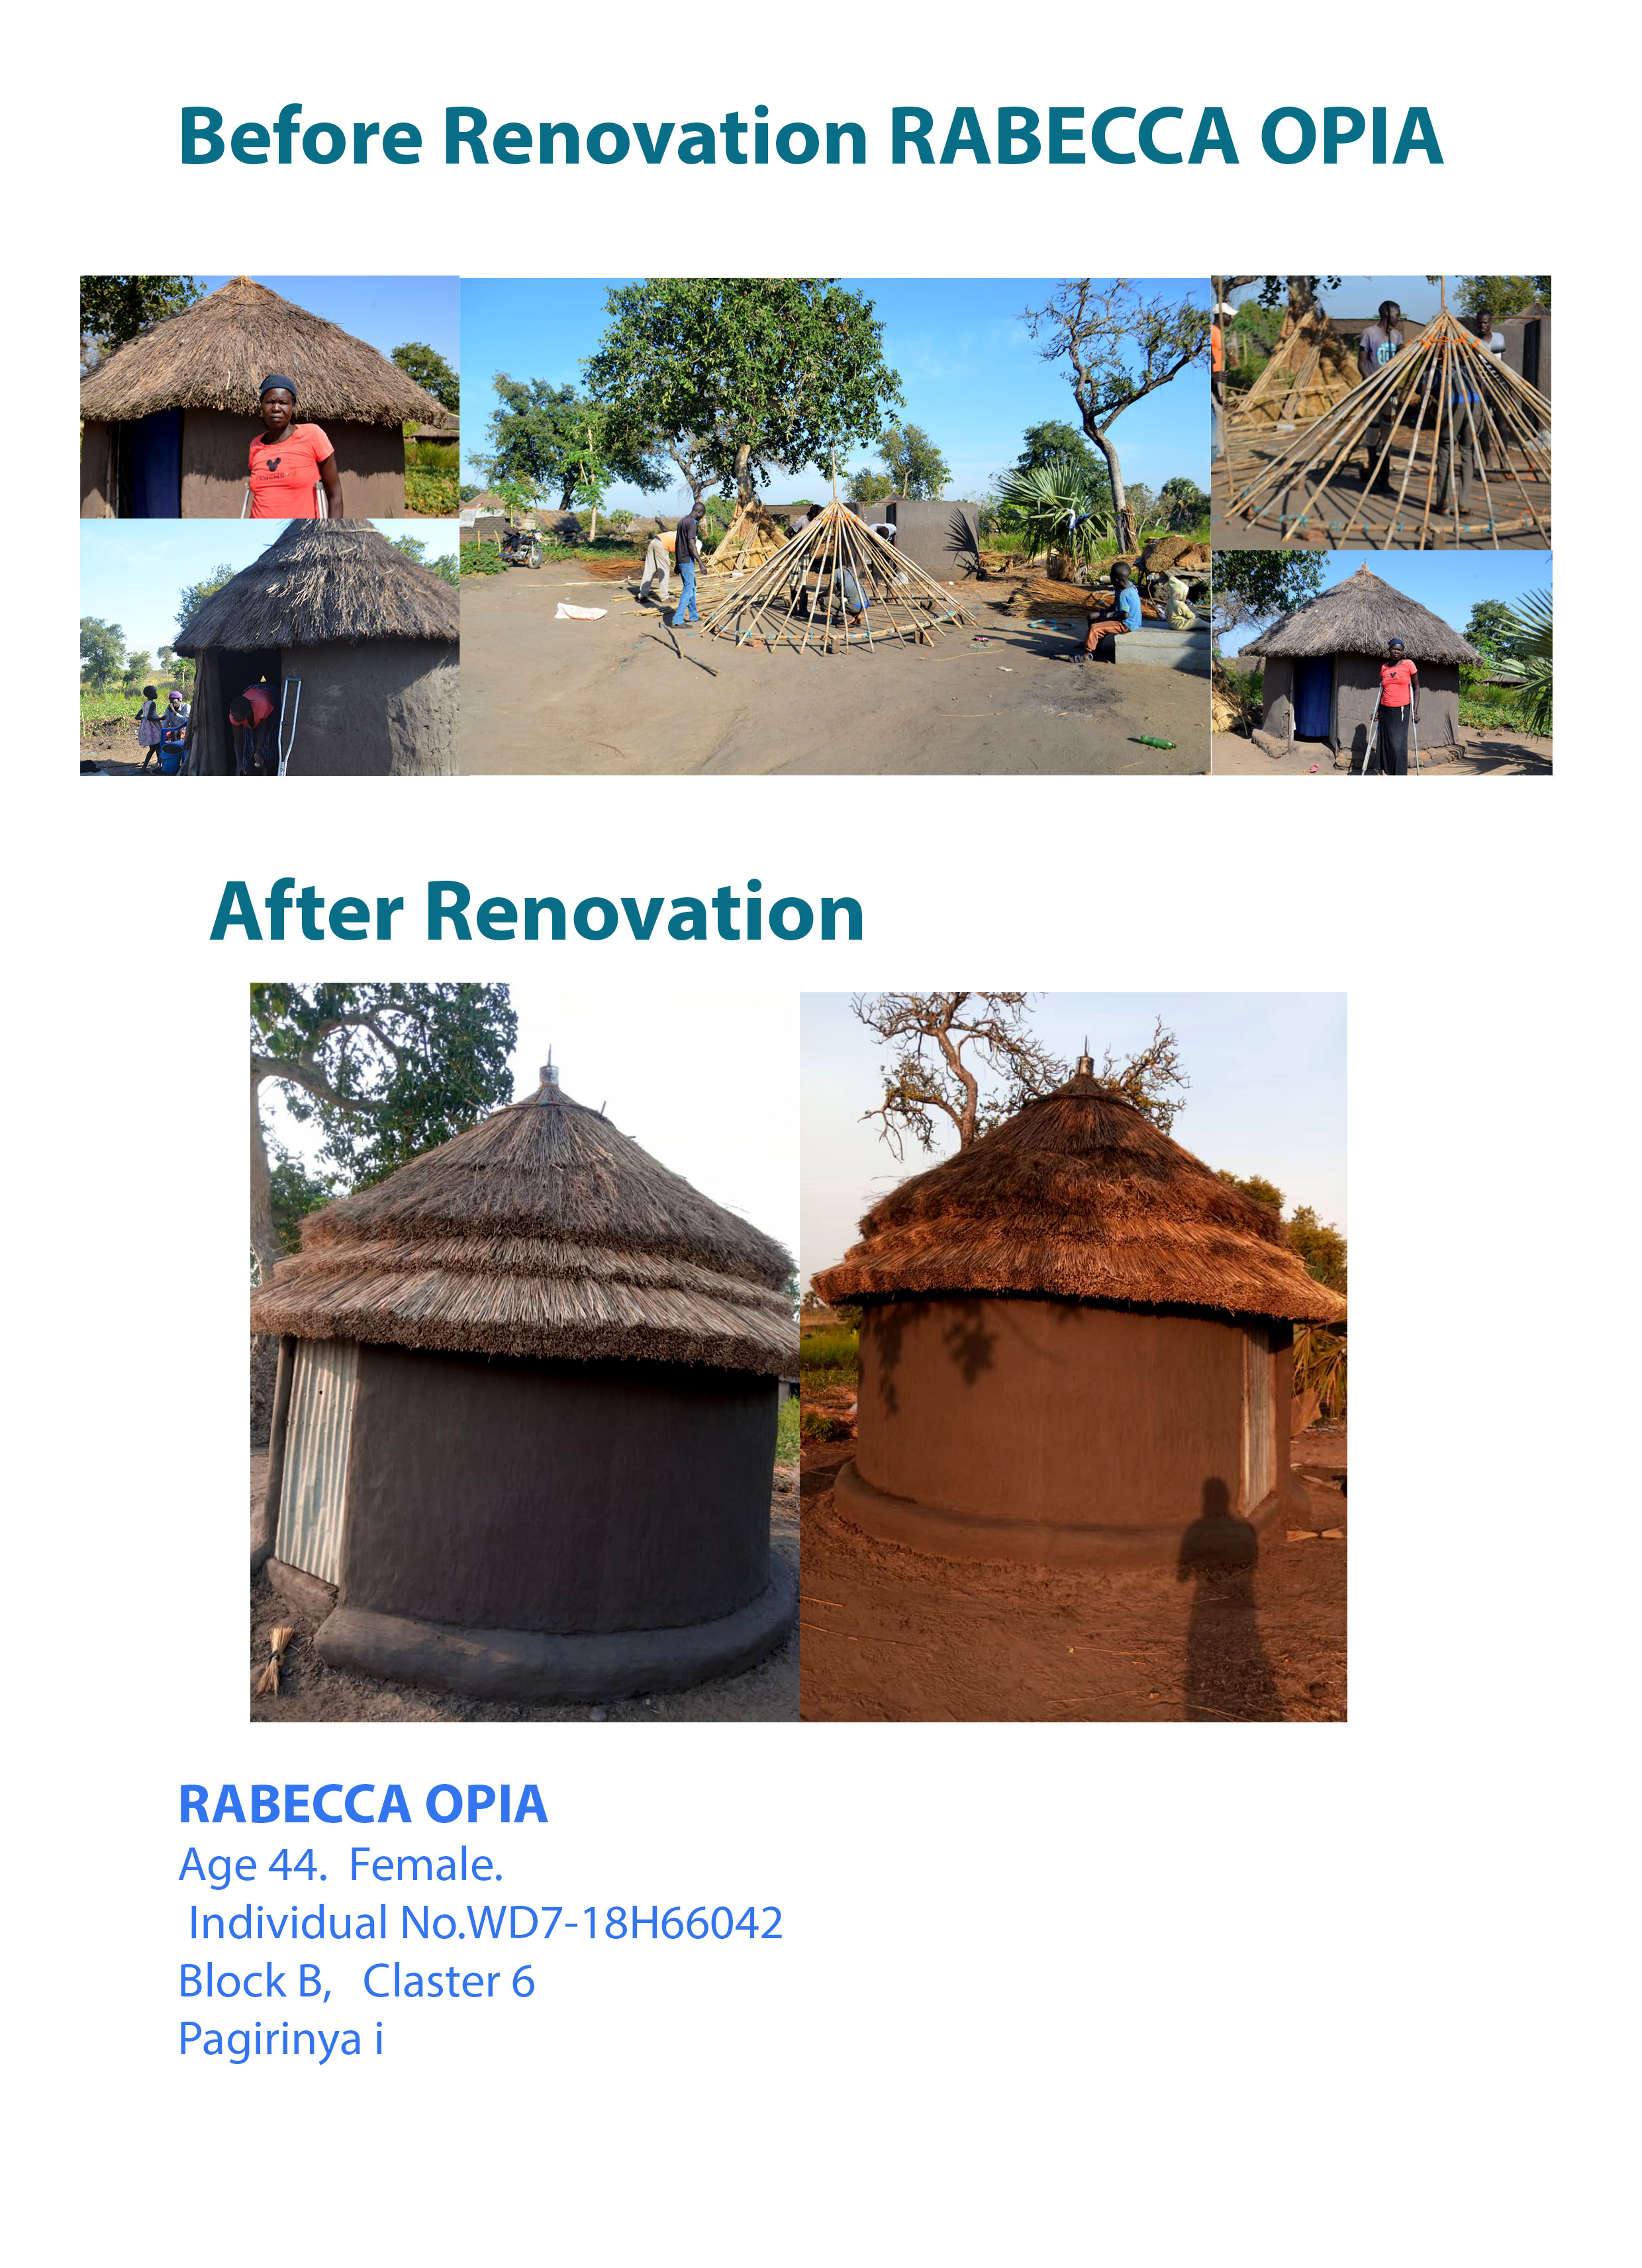 Before Renovation RABECCA OPIA
After Renovation
RABECCA OPIA
Age 44. Female.
Individual No.WD7-18H66042
Block B, Claster 6
Pagirinya i